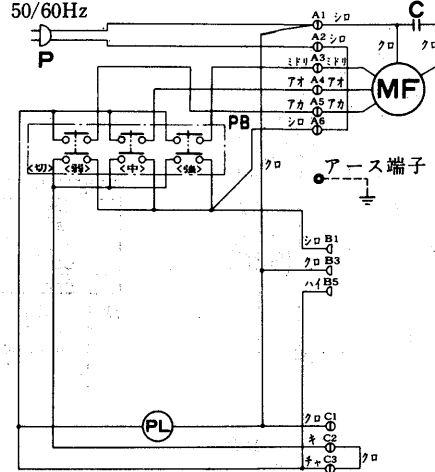 50/60Hz
P
A1 シロ
C
A2 シロ
クロ
クロ
ミドリ A3 ミドリ
アオ A4 アオ
MF
アカ A5 アカ
シロ A6
PB
<切> <弱> <中> <強>
クロ
アース端子
シロ B1
クロ B3
ハイ B5
PL
クロ C1
キ C2
クロ
チャ C3